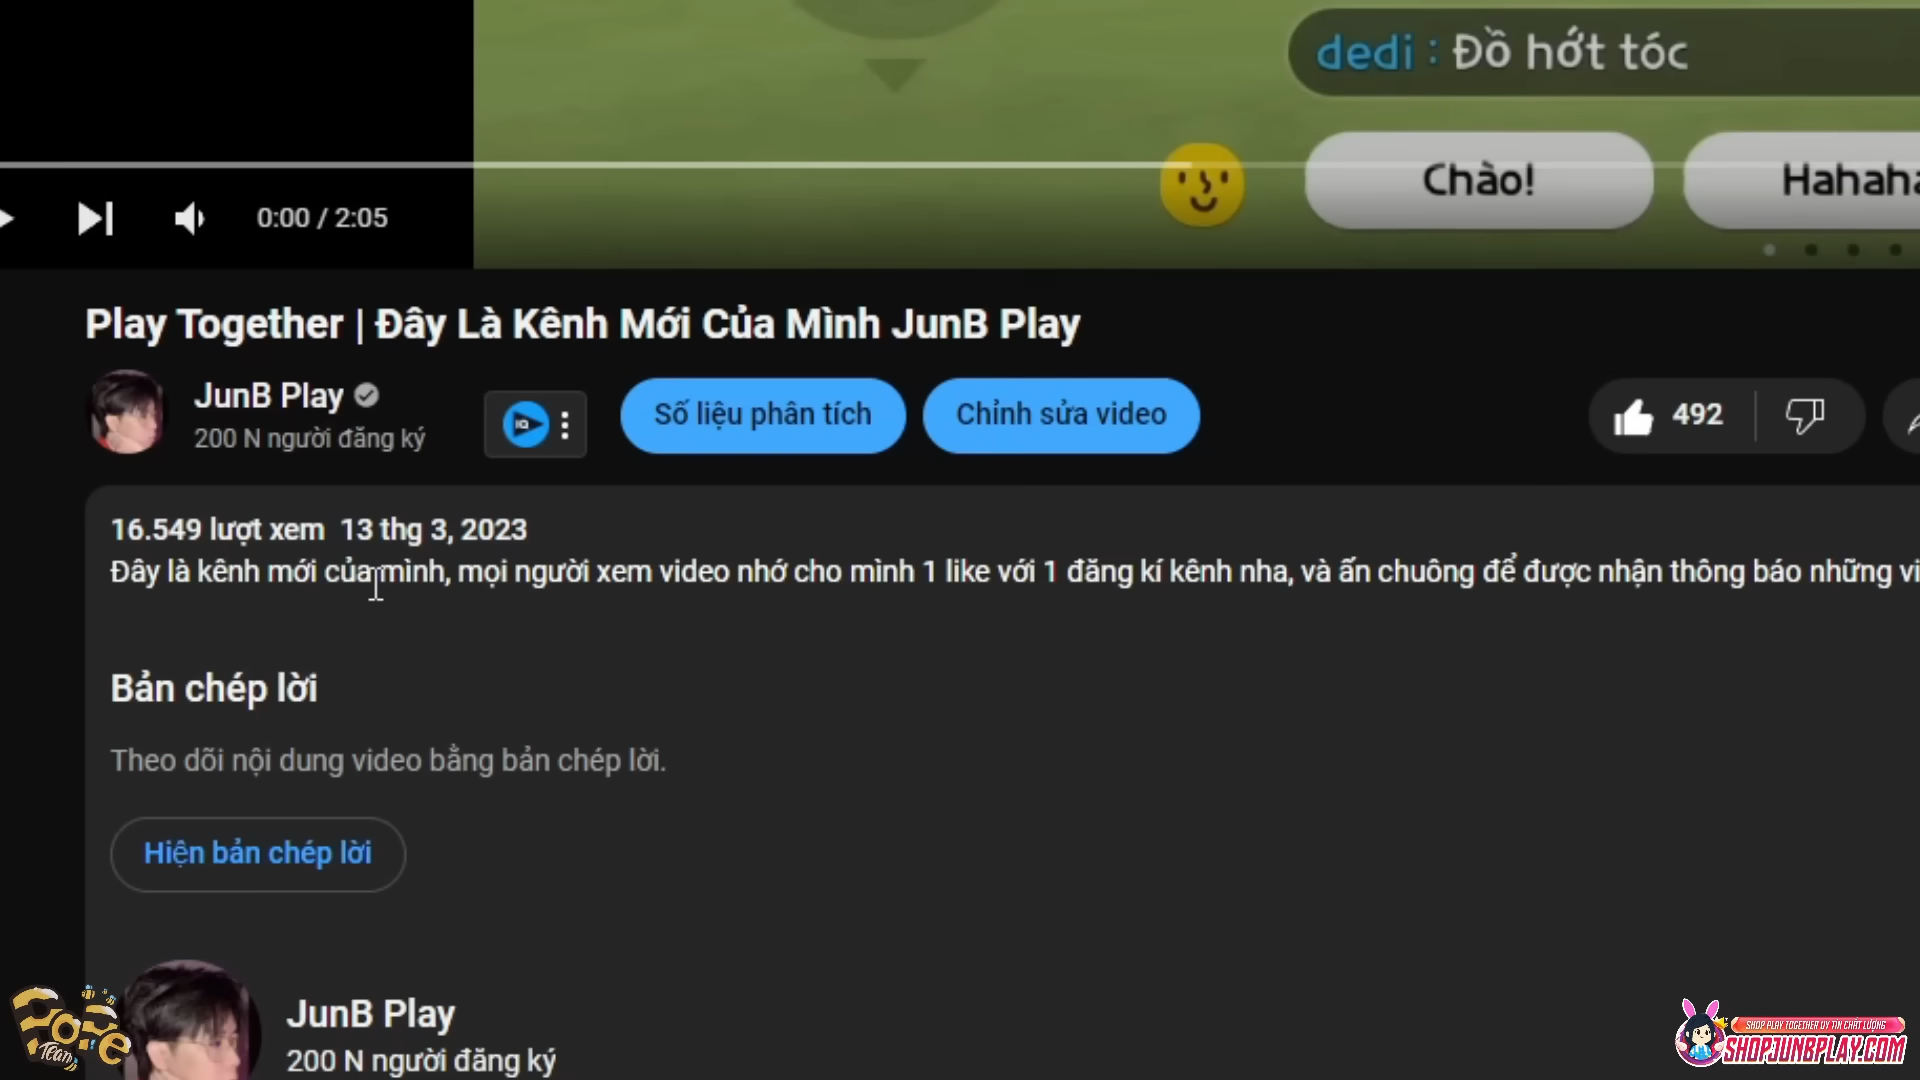 dedi : Đồ hớt tóc
Chào!
Hahaha
0:00 / 2:05
Play Together | Đây Là Kênh Mới Của Mình JunB Play
JunB Play
200 N người đăng ký
Số liệu phân tích
Chỉnh sửa video
492
16.549 lượt xem 13 thg 3, 2023
Đây là kênh mới của mình, mọi người xem video nhớ cho mình 1 like với 1 đăng kí kênh nha, và ấn chuông để được nhận thông báo những vi
Bản chép lời
Theo dõi nội dung video bằng bản chép lời.
Hiện bản chép lời
JunB Play
200 N người đăng ký
Team
SHOP PLAY TOGETHER UY TIN CHẤT LƯỢNG
SHOPJUNBPLAY.COM